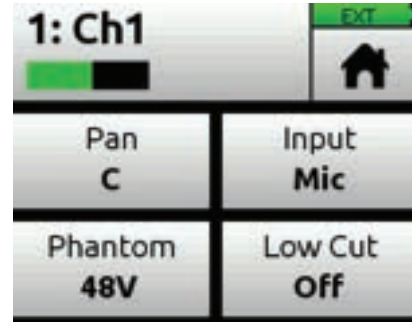 1: Ch1
EXT
Pan
C
Input
Mic
Phantom
48V
Low Cut
Off